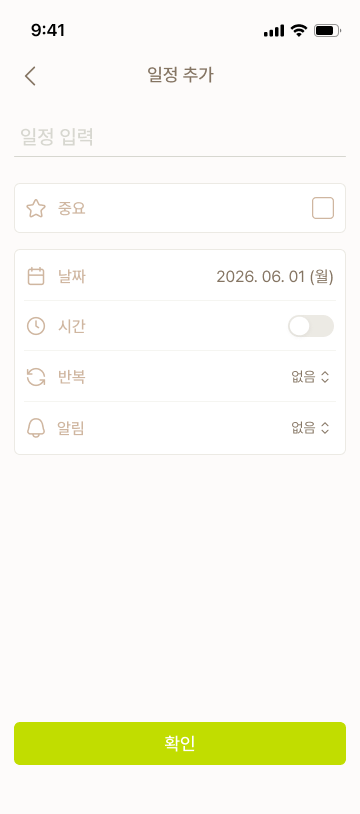 9:41
일정 추가
일정 입력
중요
날짜 2026. 06. 01 (월)
시간
반복 없음
알림 없음
확인